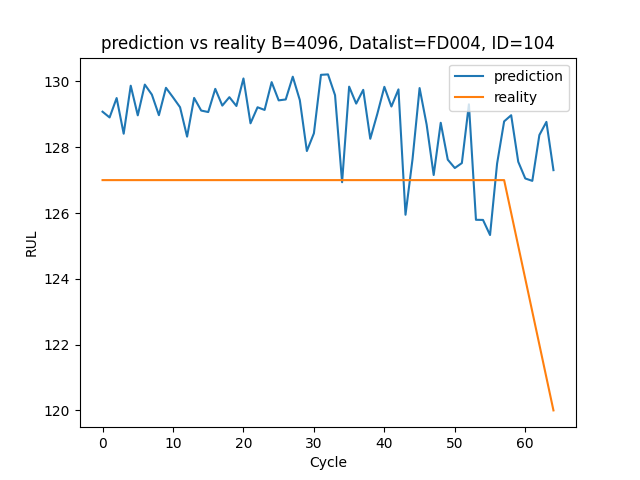 prediction vs reality B=4096, Datalist=FD004, ID=104
prediction
reality
130
128
126
124
122
120
RUL
0 10 20 30 40 50 60
Cycle